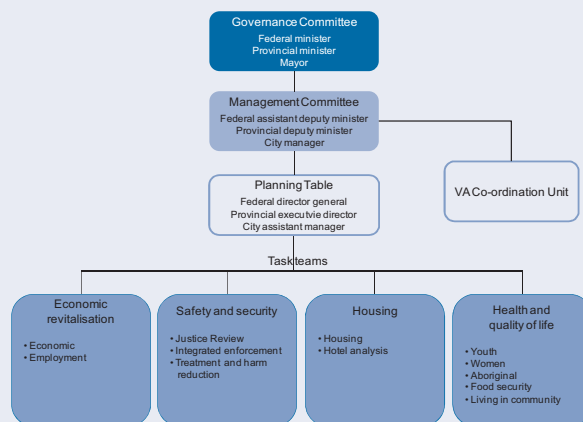 Governance Committee
Federal minister
Provincial minister
Mayor
Management Committee
Federal assistant deputy minister
Provincial deputy minister
City manager
VA Co-ordination Unit
Planning Table
Federal director general
Provincial executvie director
City assistant manager
Task teams
Economic
revitalisation
• Economic
• Employment
Safety and security
• Justice Review
• Integrated enforcement
• Treatment and harm
reduction
Housing
• Housing
• Hotel analysis
Health and
quality of life
• Youth
• Women
• Aboriginal
• Food security
• Living in community